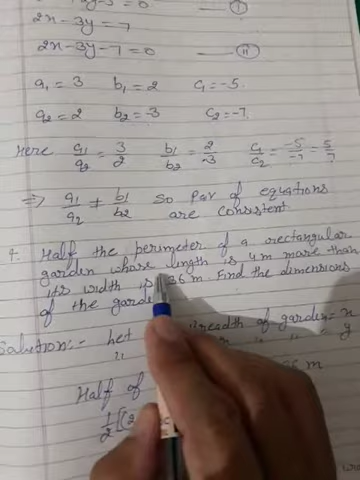 2x-3y=7
2x-3y-7=0 ——— (ii)
a₁=3 b₁=2 c₁=-5.
a₂=2 b₂=-3 c₂=-7.
Here a₁/a₂ = 3/2 b₁/b₂ = 2/-3 c₁/c₂ = -5/-7 = 5/7
⇒ a₁/a₂ ≠ b₁/b₂ So Pair of equations
are consistent
Half the perimeter of a rectangular
garden whose length is 4m more than
its width is 36 m. Find the dimensions
of the garde
Solution:- Let breadth of garden = x
" " " = y
Half of m
1/2[(2